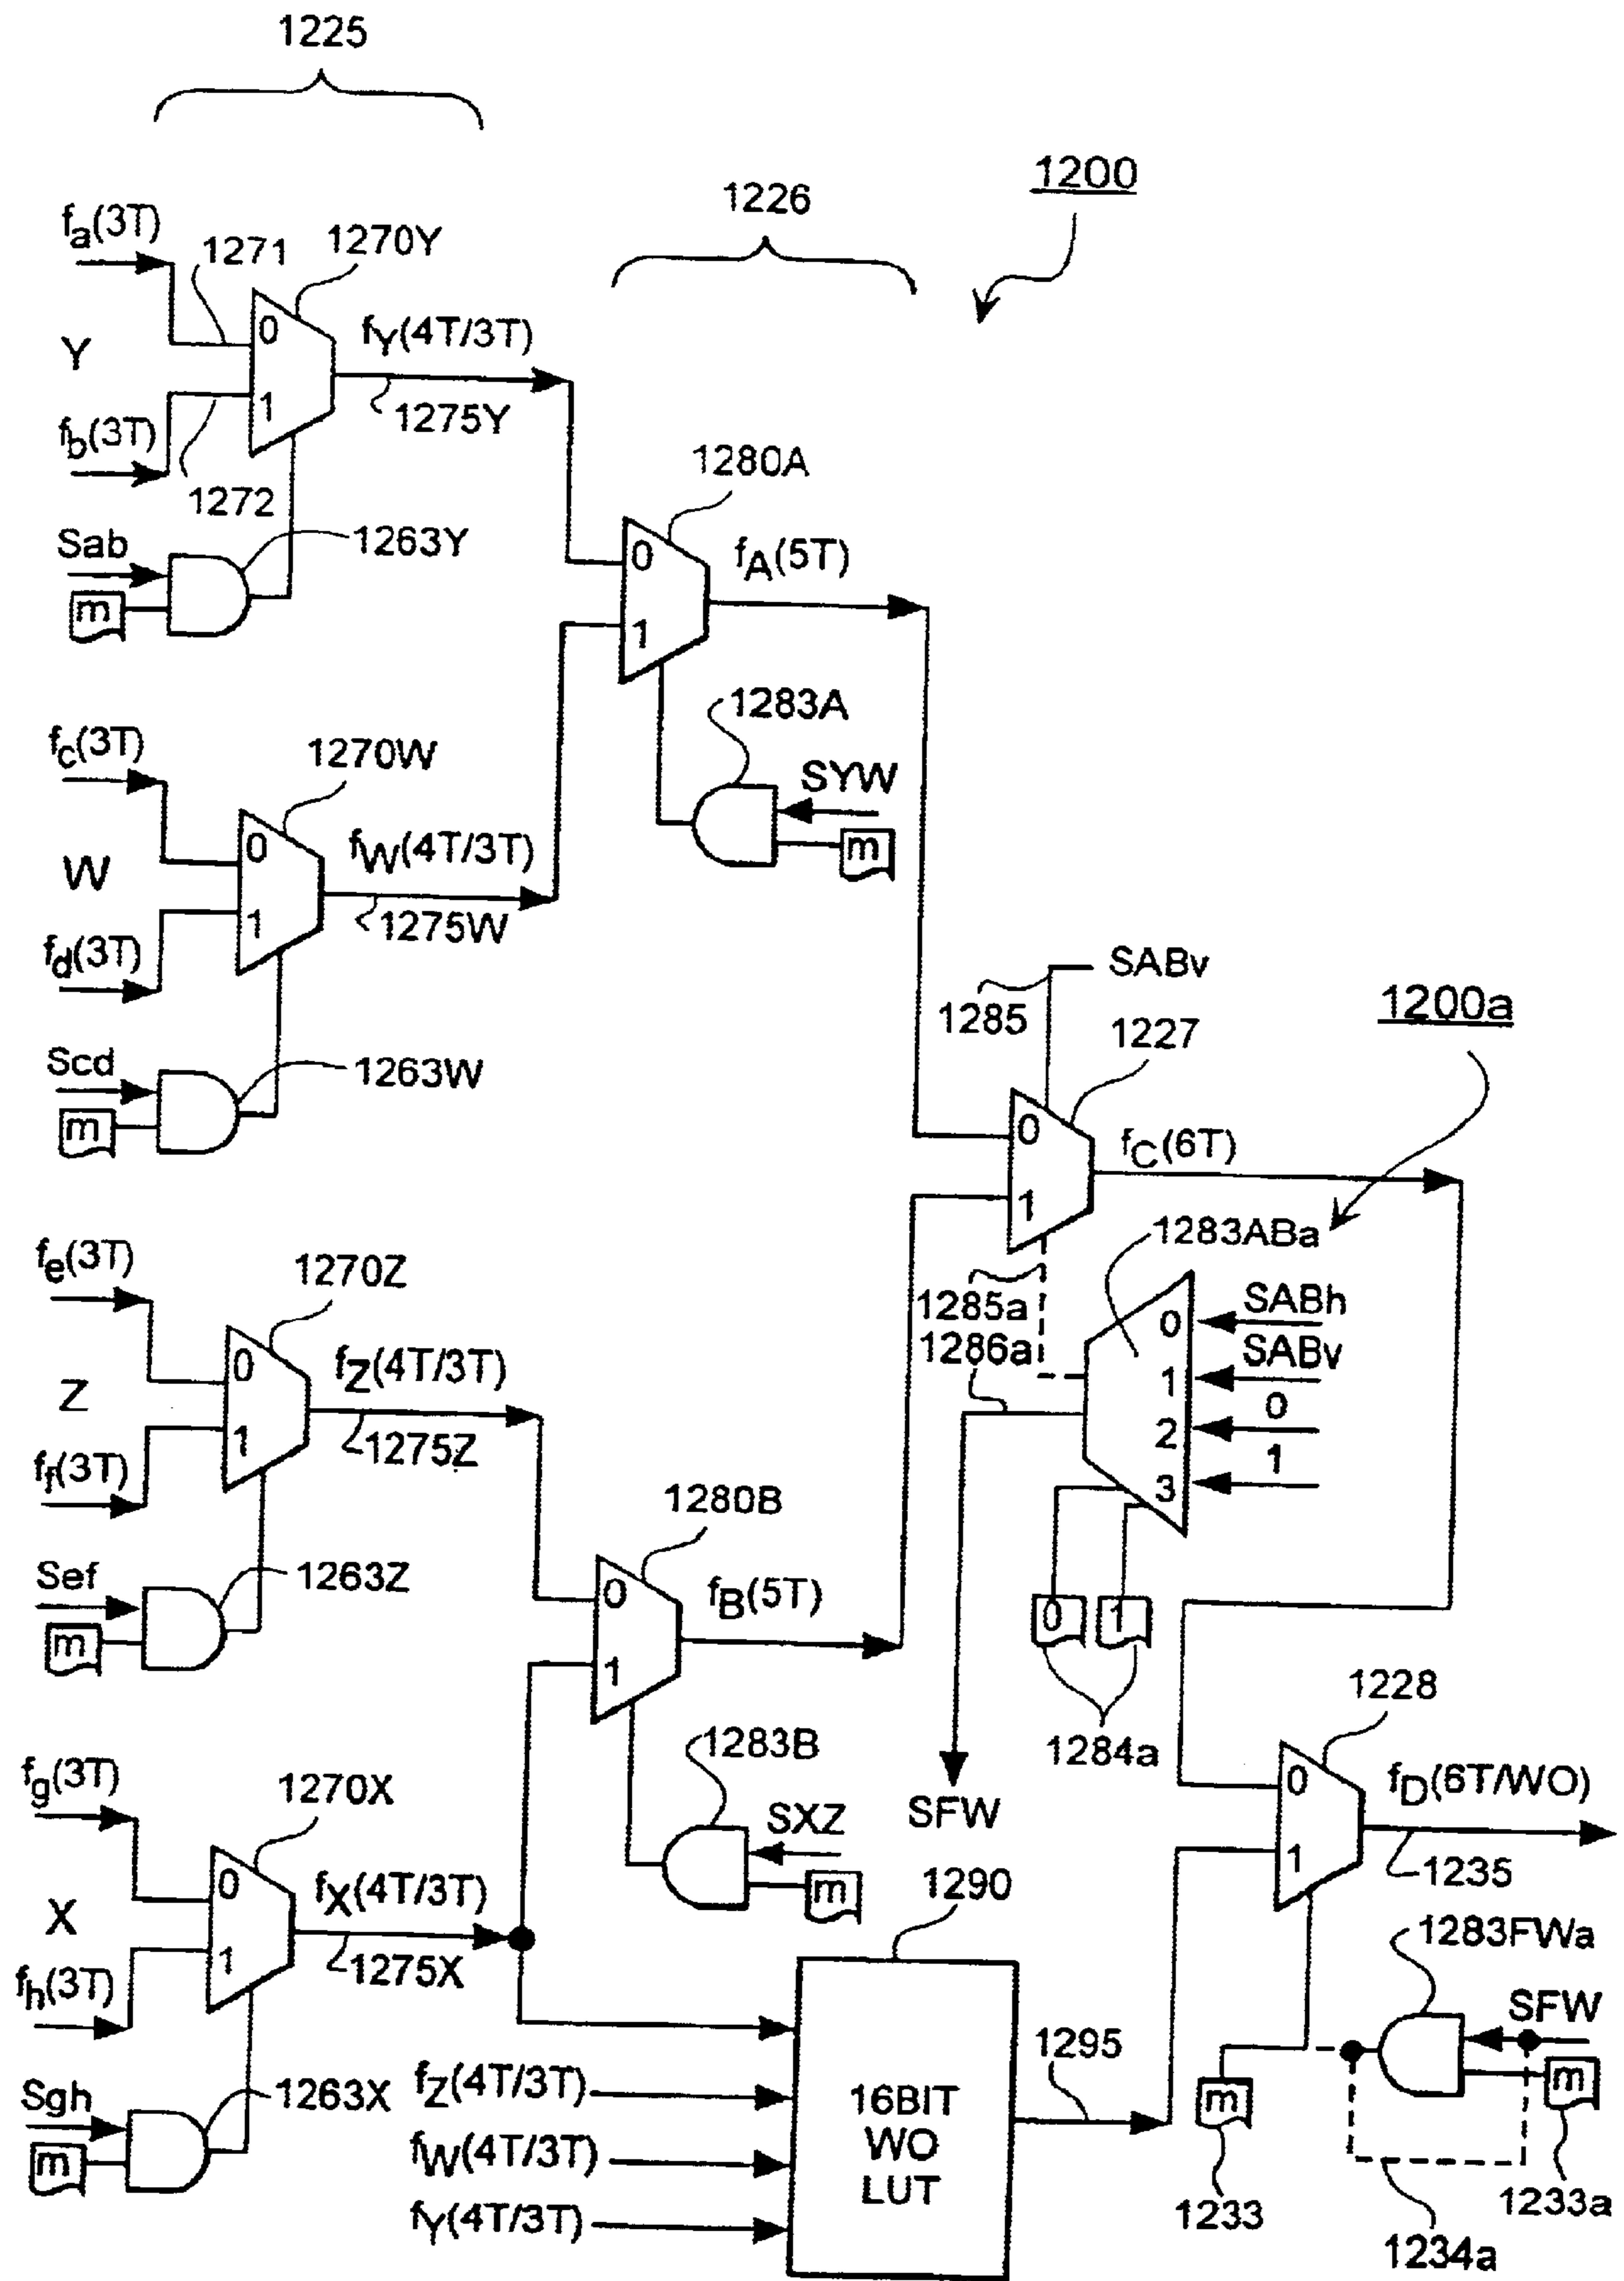 1225
1200
1226
fa(3T)
1271
1270Y
Y
0
1
fY(4T/3T)
1275Y
fb(3T)
1272
1280A
Sab
m
1263Y
0
1
fA(5T)
1283A
SYW
m
fc(3T)
1270W
W
0
1
fW(4T/3T)
1275W
fd(3T)
SABv
1285
1227
1200a
Scd
m
1263W
0
1
fC(6T)
1283ABa
fe(3T)
1270Z
Z
0
1
fZ(4T/3T)
1275Z
ff(3T)
1285a
1286a
0
1
2
3
SABh
SABv
0
1
1280B
Sef
m
1263Z
0
1
fB(5T)
0
1
1284a
1228
1283B
SXZ
m
SFW
0
1
fD(6T/WO)
1235
fg(3T)
1270X
X
0
1
fX(4T/3T)
1275X
fh(3T)
1290
1283FWa
SFW
m
Sgh
m
1263X
fZ(4T/3T)
fW(4T/3T)
fY(4T/3T)
16BIT
WO
LUT
1295
m
1233
1233a
1234a